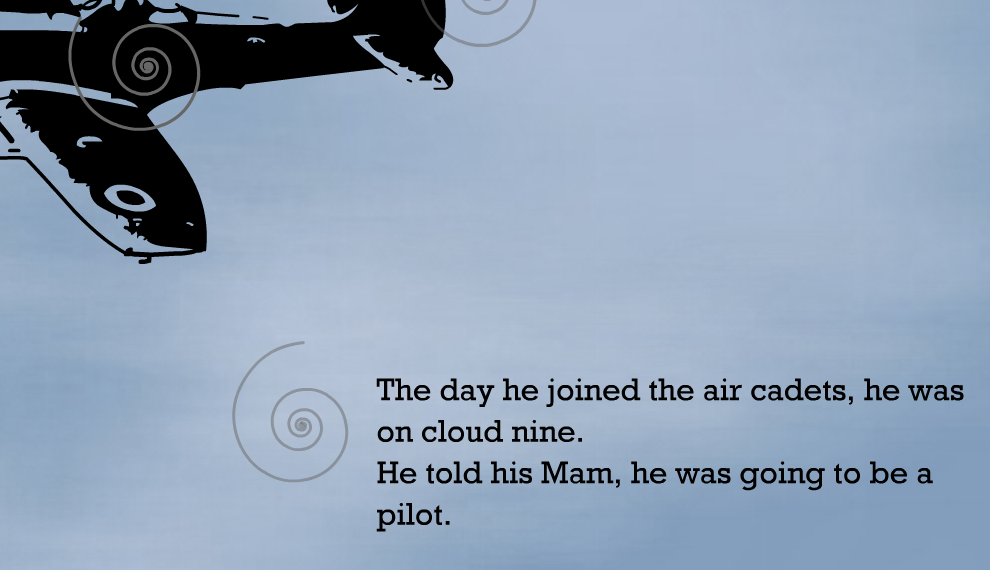 The day he joined the air cadets, he was
on cloud nine.
He told his Mam, he was going to be a
pilot.